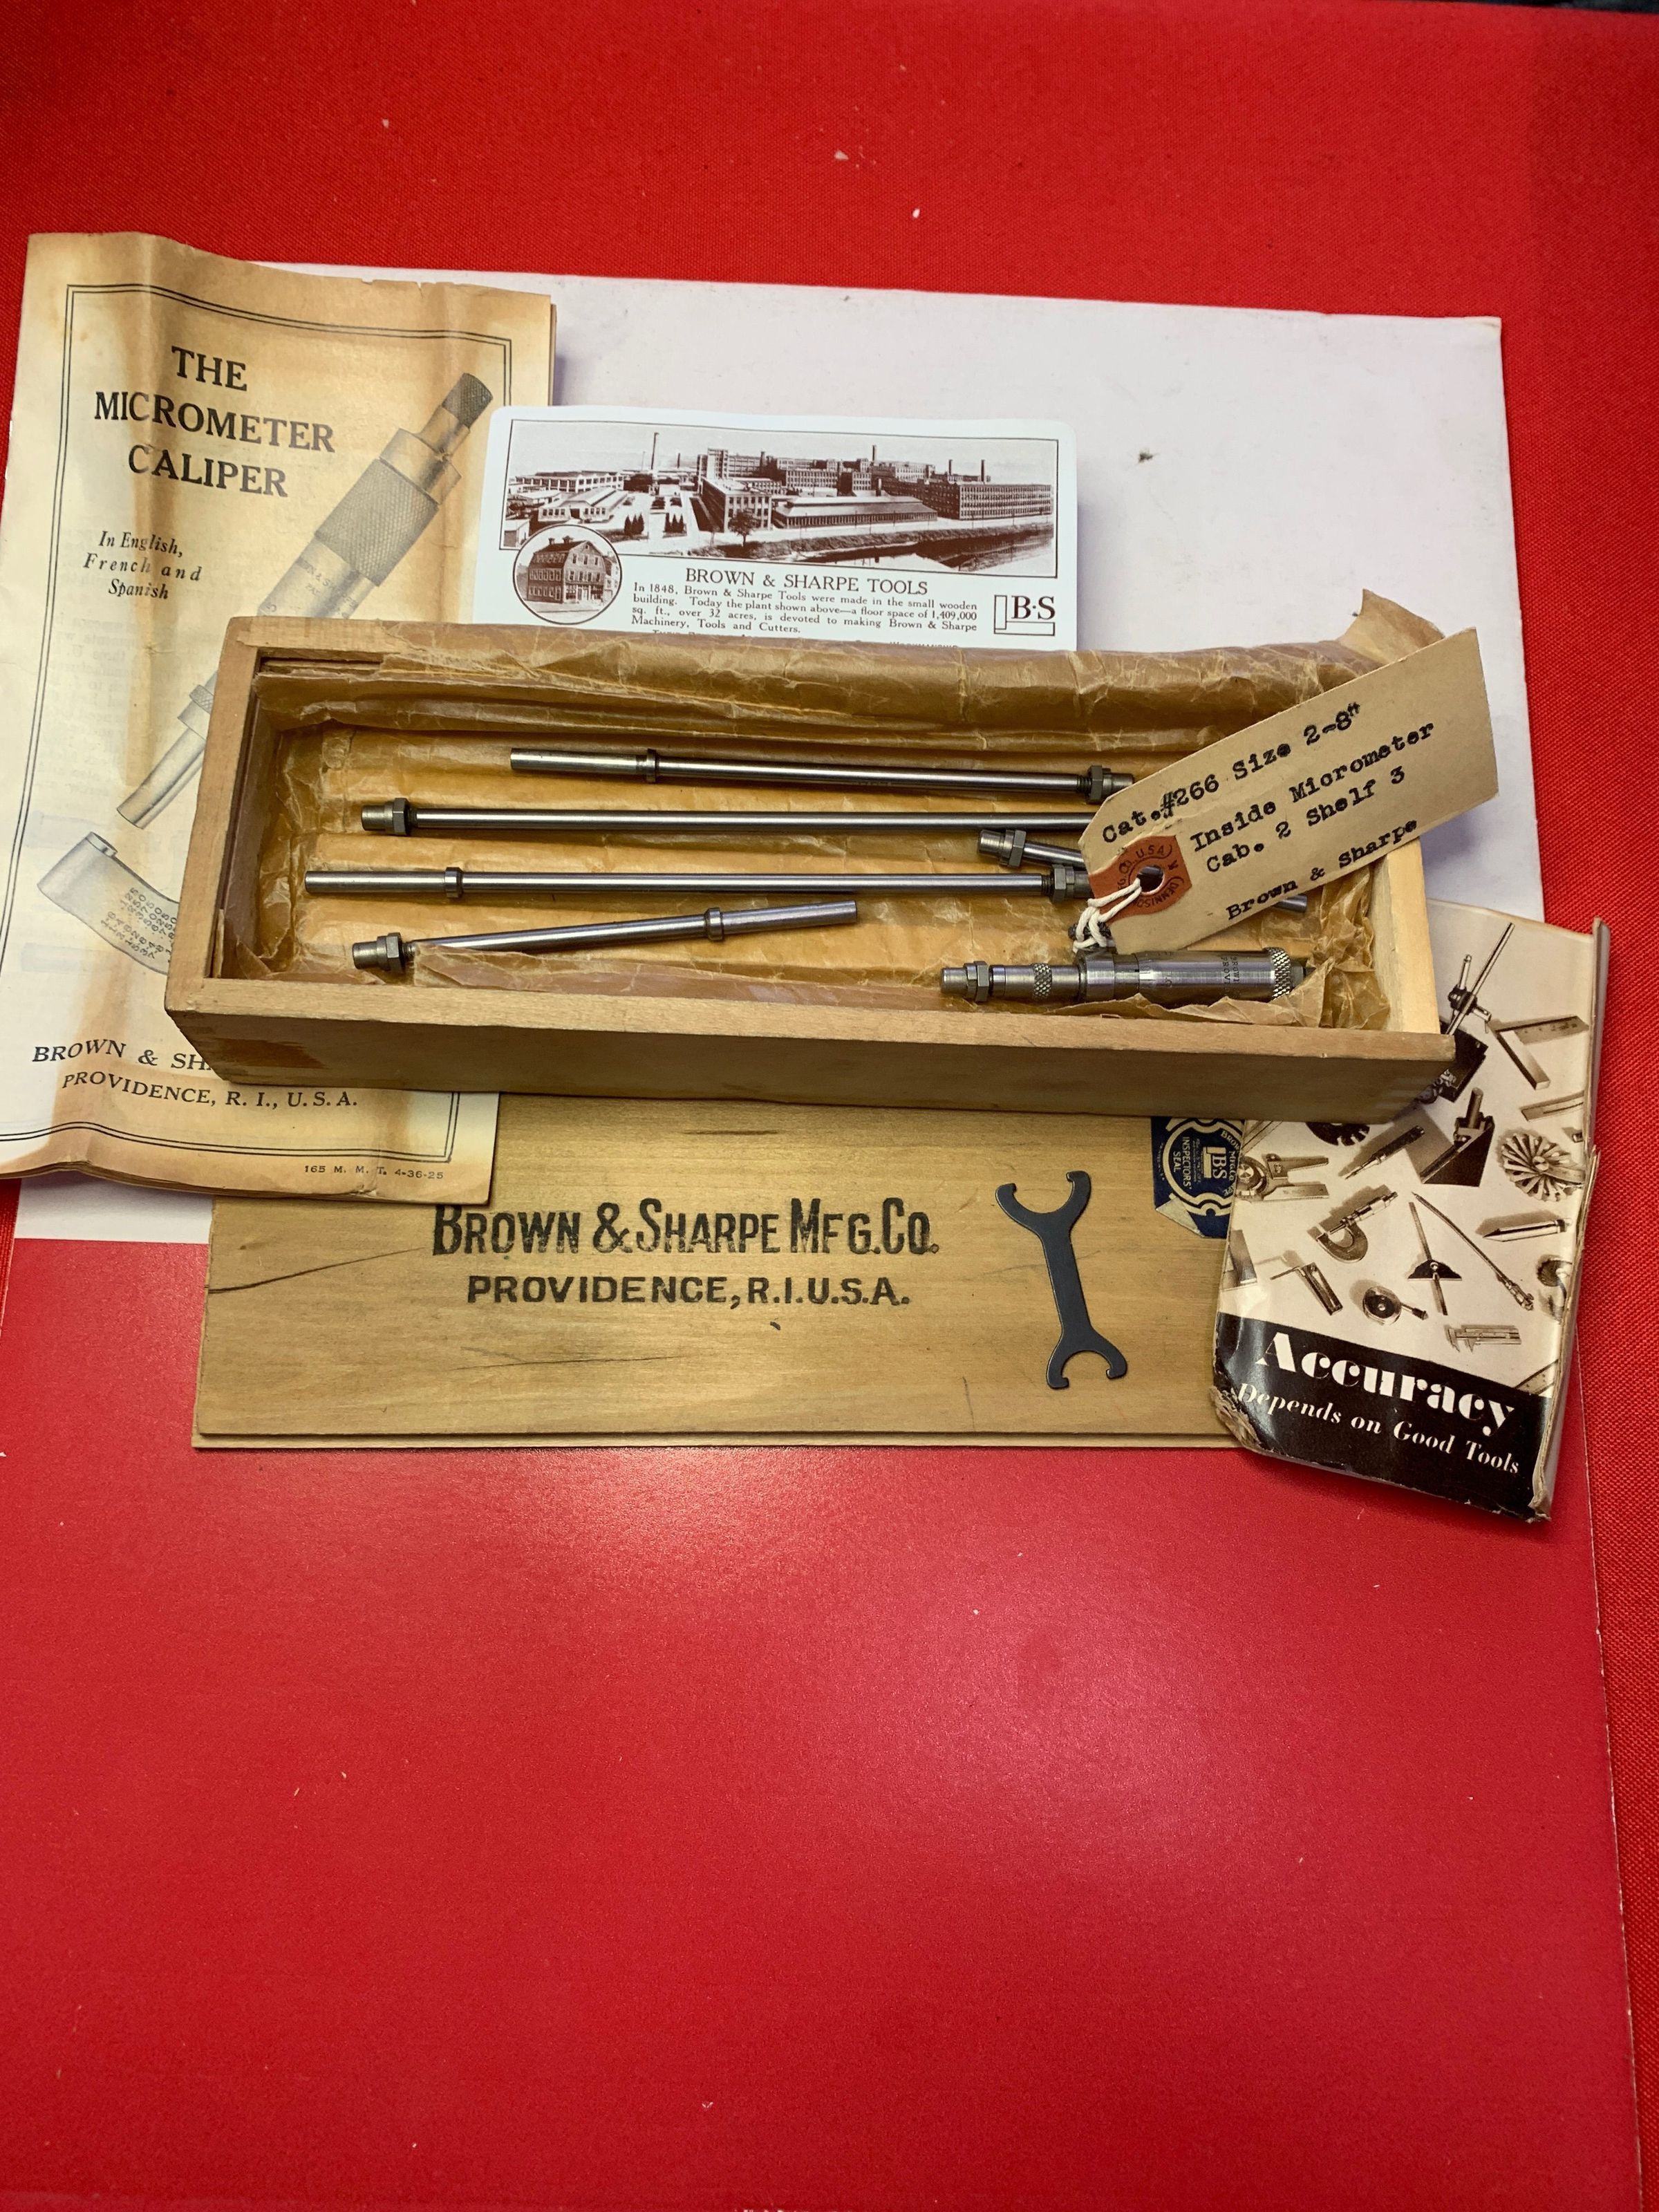 THE
MICROMETER
CALIPER
In English,
French and
Spanish
BROWN & SH
PROVIDENCE, R. I., U. S. A.
165 M. M. T. 4-36-25
BROWN & SHARPE TOOLS
In 1848, Brown & Sharpe Tools were made in the small wooden
building. Today the plant shown above—a floor space of 1,409,000
sq. ft., over 32 acres, is devoted to making Brown & Sharpe
Machinery, Tools and Cutters.
B·S
Cat.#266 Size 2-8"
Inside Micrometer
Cab. 2 Shelf 3
Brown & Sharpe
U.S.A.
BROWN
PROV
BROWN & SHARPE MFG.CO.
PROVIDENCE, R.I.U.S.A.
BS
INSPECTORS'
SEAL
Accuracy
Depends on Good Tools